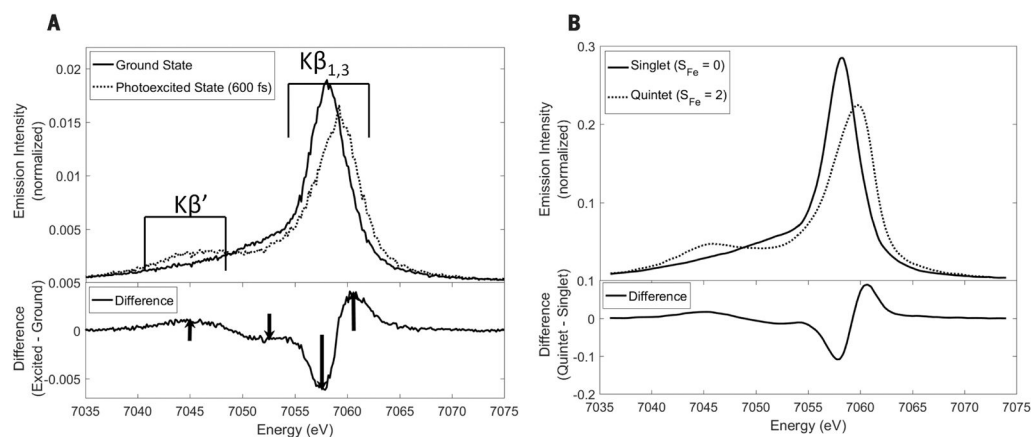 A
Kβ1,3
Ground State
Photoexcited State (600 fs)
Kβ'
Emission Intensity
(normalized)
0.02
0.015
0.01
0.005
0
Difference
Difference
(Excited - Ground)
0.005
0
-0.005
7035 7040 7045 7050 7055 7060 7065 7070 7075
Energy (eV)
B
Singlet (SFe = 0)
Quintet (SFe = 2)
Emission Intensity
(normalized)
0.3
0.2
0.1
0
Difference
Difference
(Quintet - Singlet)
0.1
0
-0.1
-0.2
7035 7040 7045 7050 7055 7060 7065 7070 7075
Energy (eV)